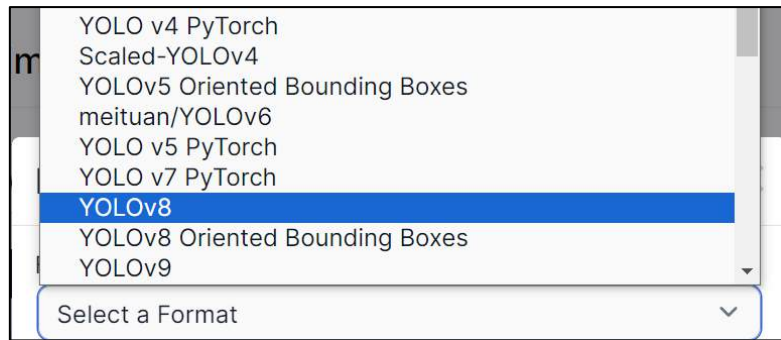 YOLO v4 PyTorch
Scaled-YOLOv4
YOLOv5 Oriented Bounding Boxes
meituan/YOLOv6
YOLO v5 PyTorch
YOLO v7 PyTorch
YOLOv8
YOLOv8 Oriented Bounding Boxes
YOLOv9
Select a Format